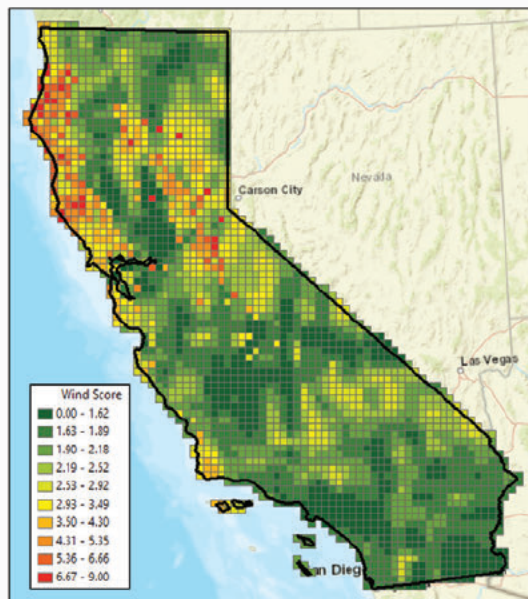 Carson City
Nevada
Las Vegas
Wind Score
0.00 - 1.62
1.63 - 1.89
1.90 - 2.18
2.19 - 2.52
2.53 - 2.92
2.93 - 3.49
3.50 - 4.30
4.31 - 5.35
5.36 - 6.66
6.67 - 9.00
an Dieg